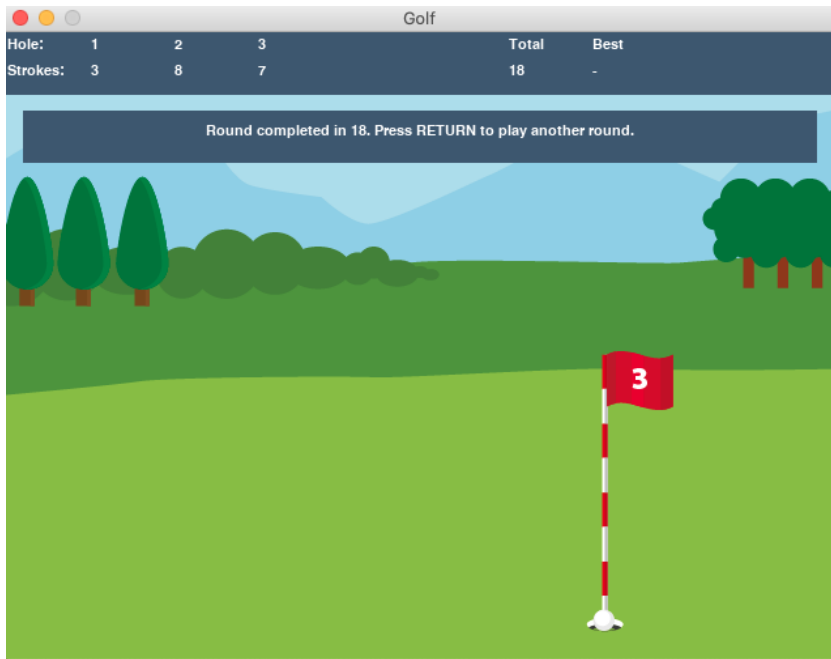 Golf
Hole: 1 2 3 Total Best
Strokes: 3 8 7 18 -
Round completed in 18. Press RETURN to play another round.
3